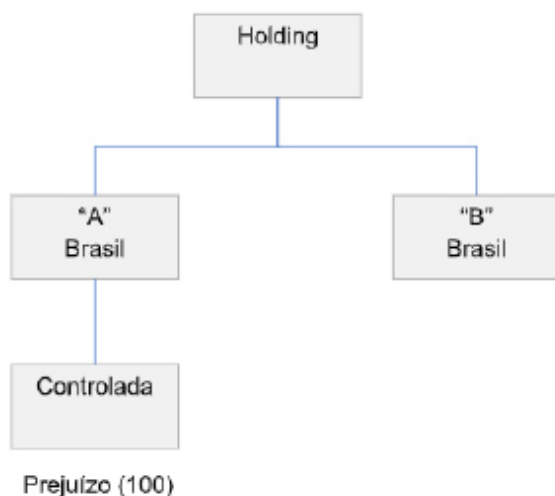 Holding
"A"
Brasil
"B"
Brasil
Controlada
Prejuízo (100)